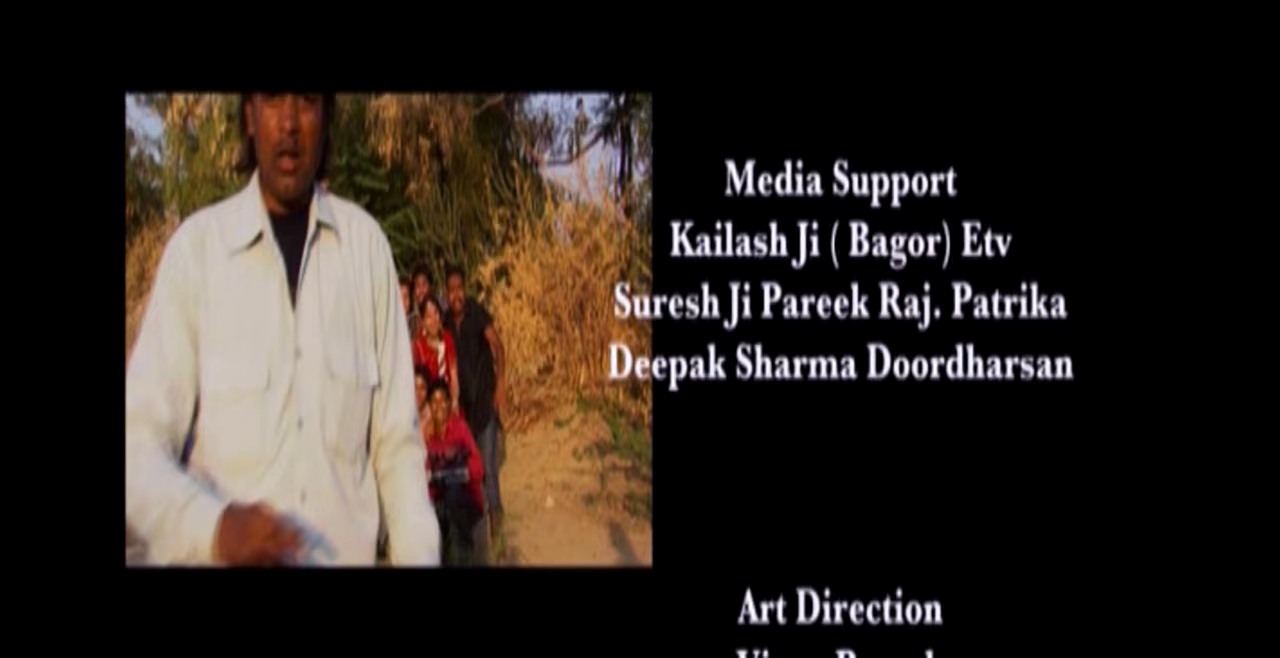 Media Support
Kailash Ji ( Bagor) Etv
Suresh Ji Pareek Raj. Patrika
Deepak Sharma Doordharsan
Art Direction